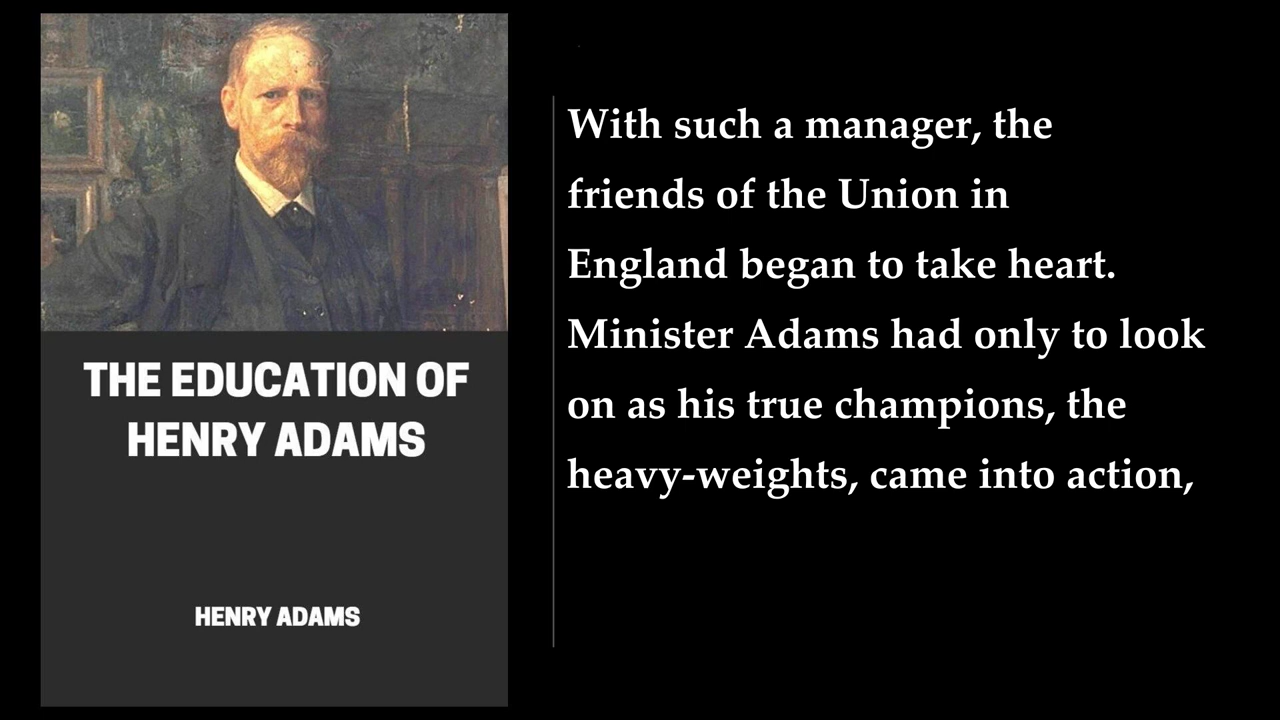 THE EDUCATION OF
HENRY ADAMS
HENRY ADAMS
With such a manager, the
friends of the Union in
England began to take heart.
Minister Adams had only to look
on as his true champions, the
heavy-weights, came into action,